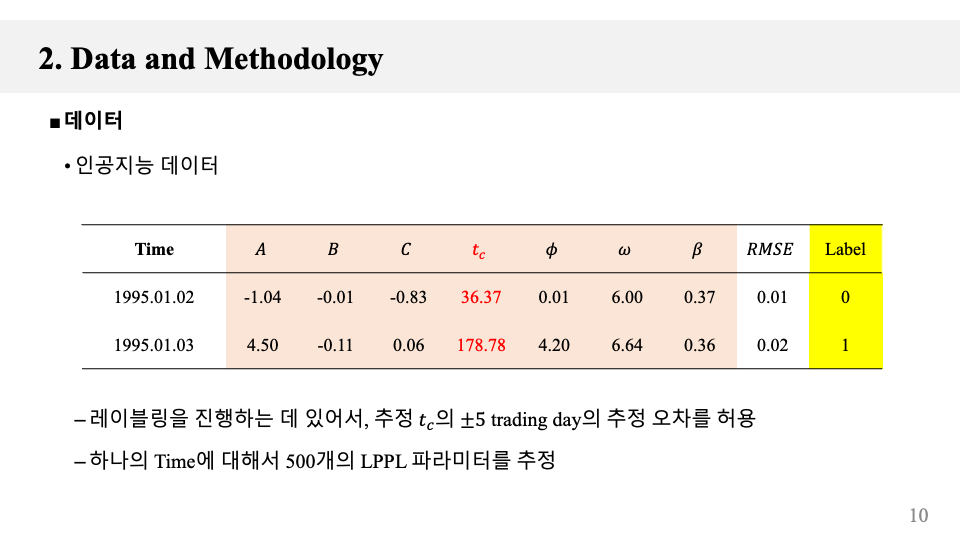 2. Data and Methodology
■ 데이터
• 인공지능 데이터
Time A B C t_c ϕ ω β RMSE Label
1995.01.02 -1.04 -0.01 -0.83 36.37 0.01 6.00 0.37 0.01 0
1995.01.03 4.50 -0.11 0.06 178.78 4.20 6.64 0.36 0.02 1
– 레이블링을 진행하는 데 있어서, 추정 t_c의 ±5 trading day의 추정 오차를 허용
– 하나의 Time에 대해서 500개의 LPPL 파라미터를 추정
10